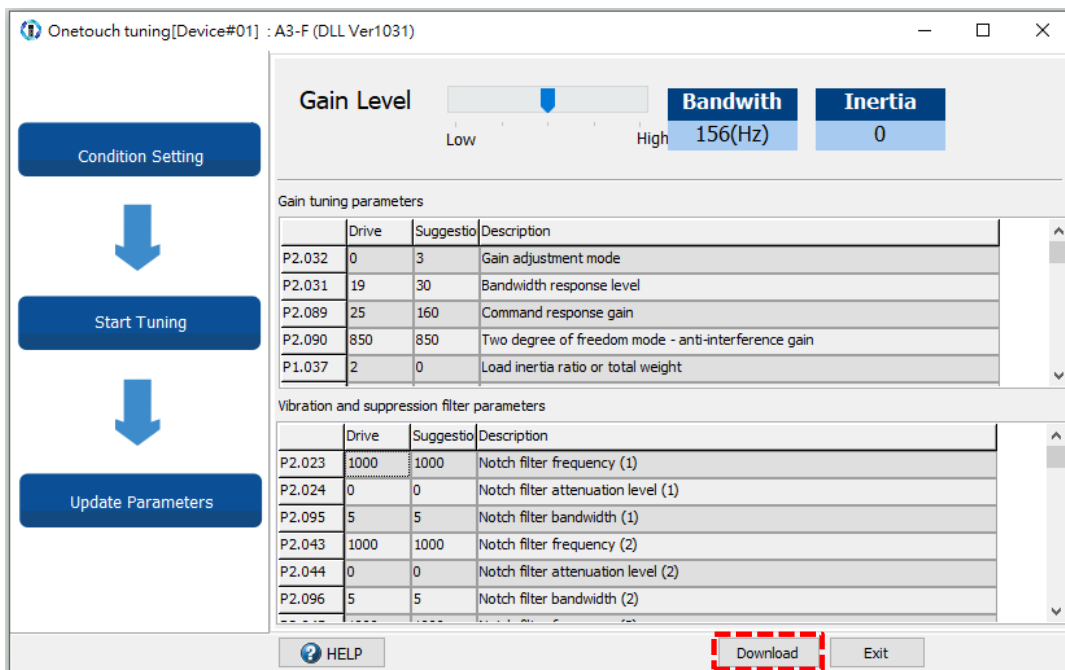 Onetouch tuning[Device#01] : A3-F (DLL Ver1031)
Condition Setting
Start Tuning
Update Parameters
Gain Level
Low
High
Bandwith
156(Hz)
Inertia
0
Gain tuning parameters
Drive Suggestio Description
P2.032 0 3 Gain adjustment mode
P2.031 19 30 Bandwidth response level
P2.089 25 160 Command response gain
P2.090 850 850 Two degree of freedom mode - anti-interference gain
P1.037 2 0 Load inertia ratio or total weight
Vibration and suppression filter parameters
Drive Suggestio Description
P2.023 1000 1000 Notch filter frequency (1)
P2.024 0 0 Notch filter attenuation level (1)
P2.095 5 5 Notch filter bandwidth (1)
P2.043 1000 1000 Notch filter frequency (2)
P2.044 0 0 Notch filter attenuation level (2)
P2.096 5 5 Notch filter bandwidth (2)
HELP
Download
Exit